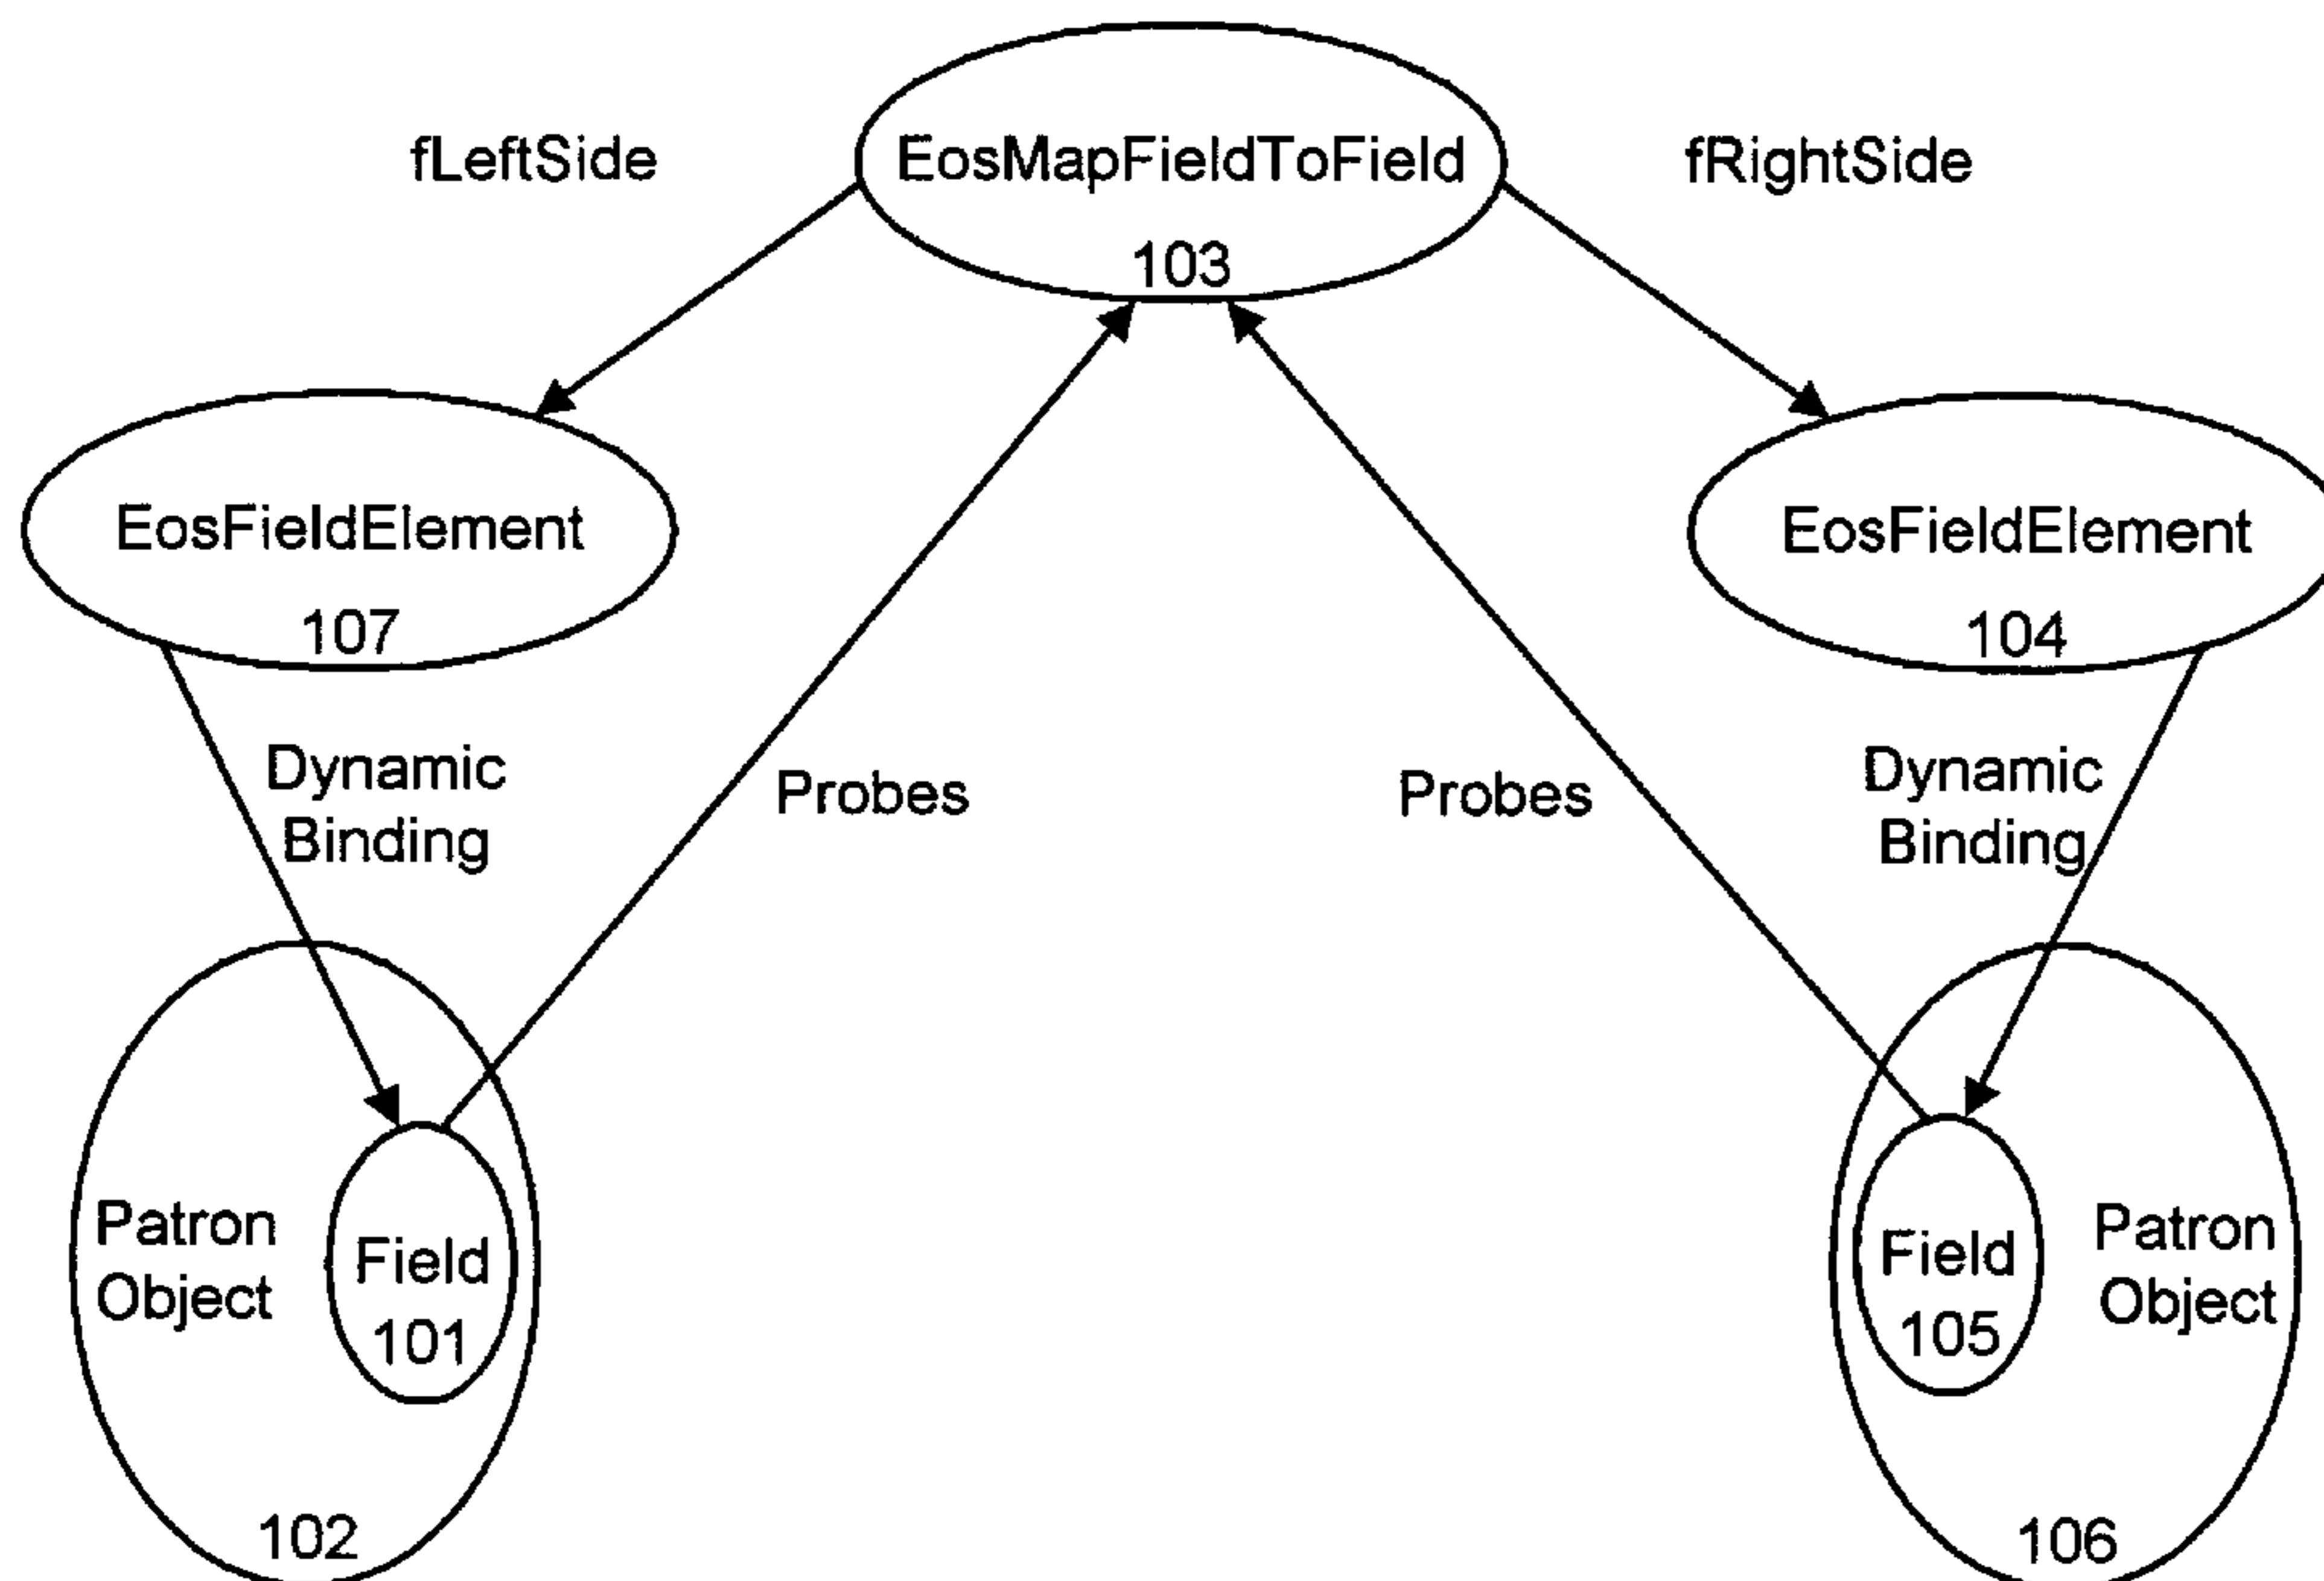 fLeftSide
EosMapFieldToField
fRightSide
103
EosFieldElement
107
EosFieldElement
104
Dynamic
Binding
Probes
Probes
Dynamic
Binding
Patron
Object
Field
101
102
Field
105
Patron
Object
106